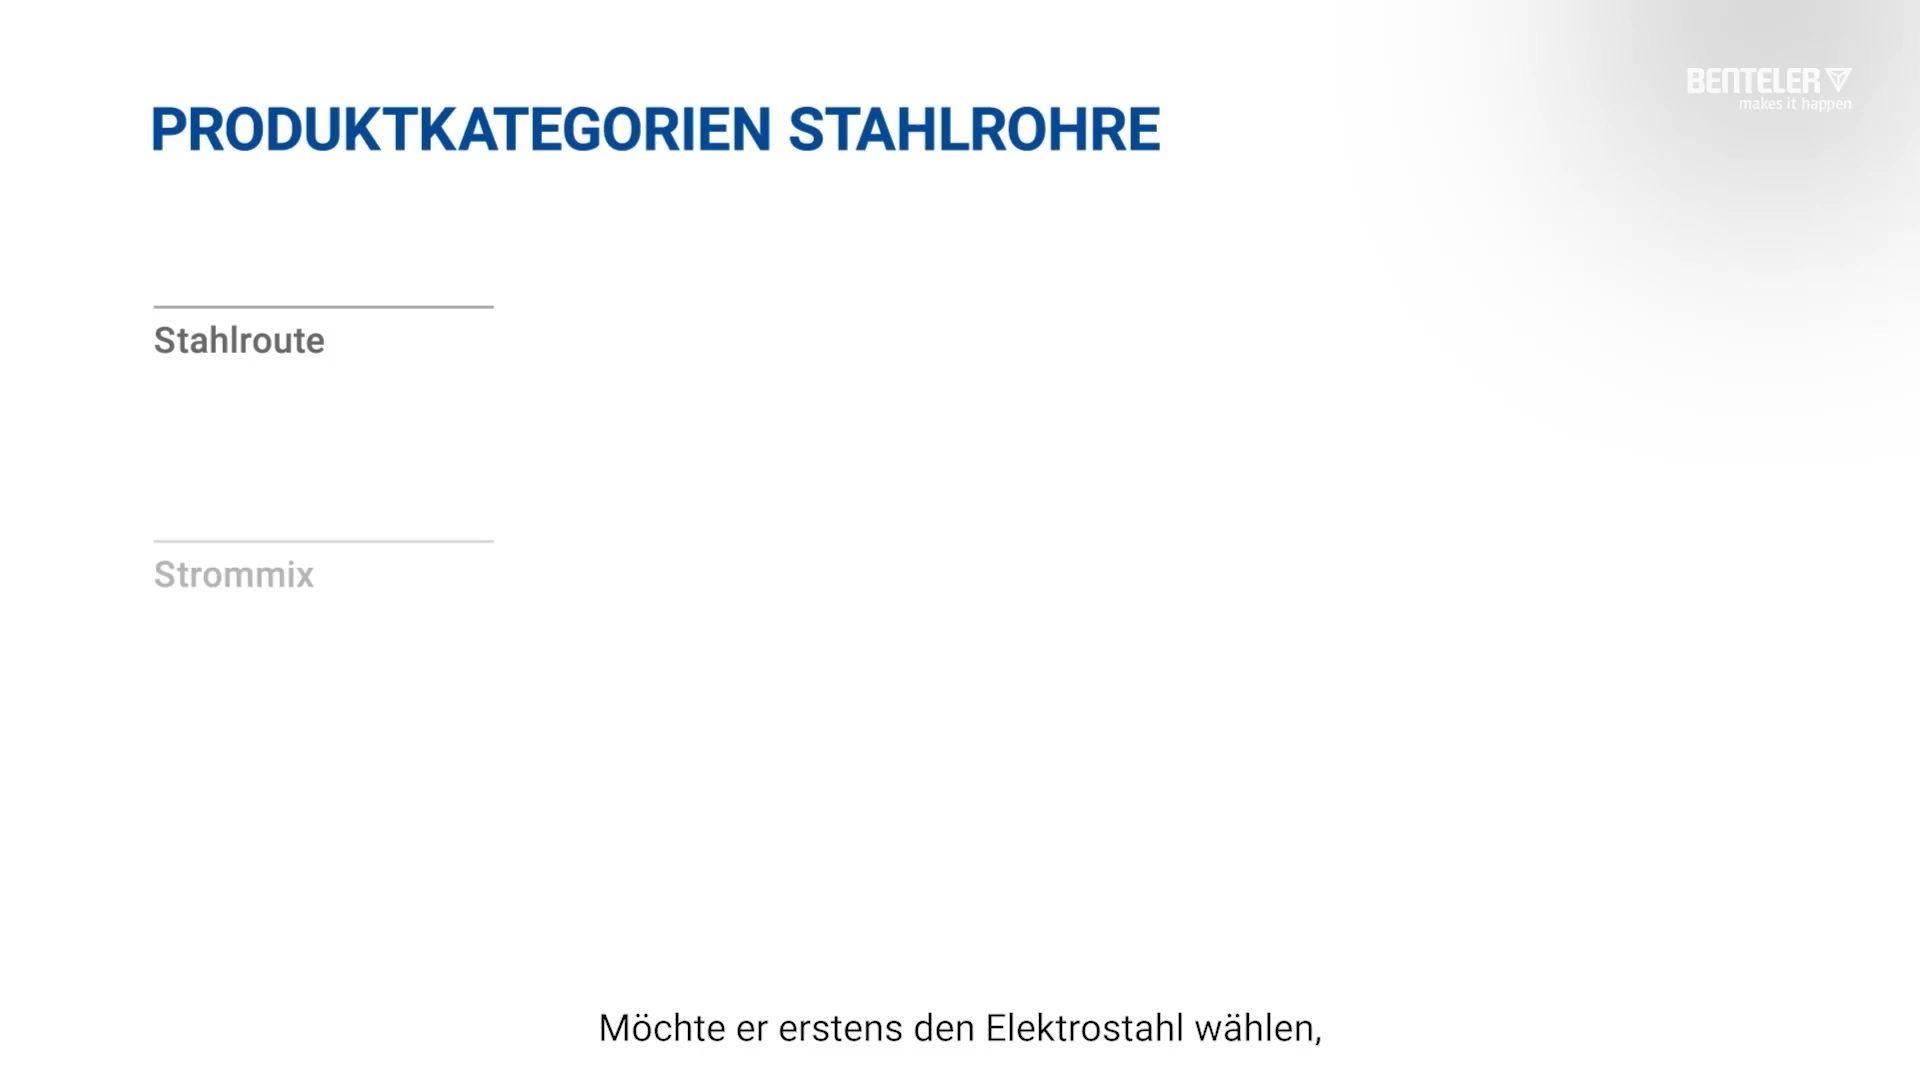 BENTELER
makes it happen
PRODUKTKATEGORIEN STAHLROHRE
Stahlroute
Strommix
Möchte er erstens den Elektrostahl wählen,